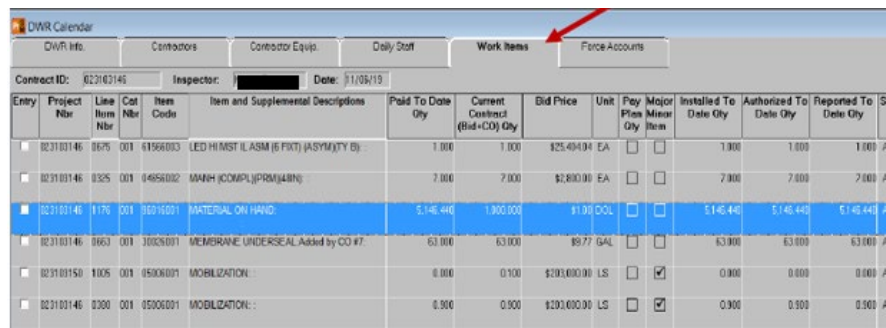 DWR Calendar
DWR Info. Contractors Contractor Equip. Daily Staff Work Items Force Accounts
Contract ID: 023103146 Inspector: Date: 11/05/19
Entry Project Nbr Line Item Nbr Cat Nbr Item Code Item and Supplemental Descriptions Paid To Date Qty Current Contract (Bid+CO) Qty Bid Price Unit Pay Plan Qty Major Minor Item Installed To Date Qty Authorized To Date Qty Reported To Date Qty S
023103146 0675 001 61566003 LED HI MST IL ASM (6 FIXT) (ASYM)(TY B): : 1.000 1.000 $25,404.04 EA 1.000 1.000 1.000 A
023103146 0325 001 04656002 MANH (COMPL)(PRM)(48IN): : 7.000 7.000 $2,800.00 EA 7.000 7.000 7.000 A
023103146 1176 001 96016001 MATERIAL ON HAND: 5,146.440 1,000.000 $1.00 DOL 5,146.440 5,146.440 5,146.440 A
023103146 0663 001 30026001 MEMBRANE UNDERSEAL:Added by CO #7: 63.000 63.000 $9.77 GAL 63.000 63.000 63.000 A
023103150 1005 001 05006001 MOBILIZATION: : 0.000 0.100 $203,000.00 LS 0.000 0.000 0.000 A
023103146 0300 001 05006001 MOBILIZATION: : 0.900 0.900 $203,000.00 LS 0.900 0.900 0.900 A